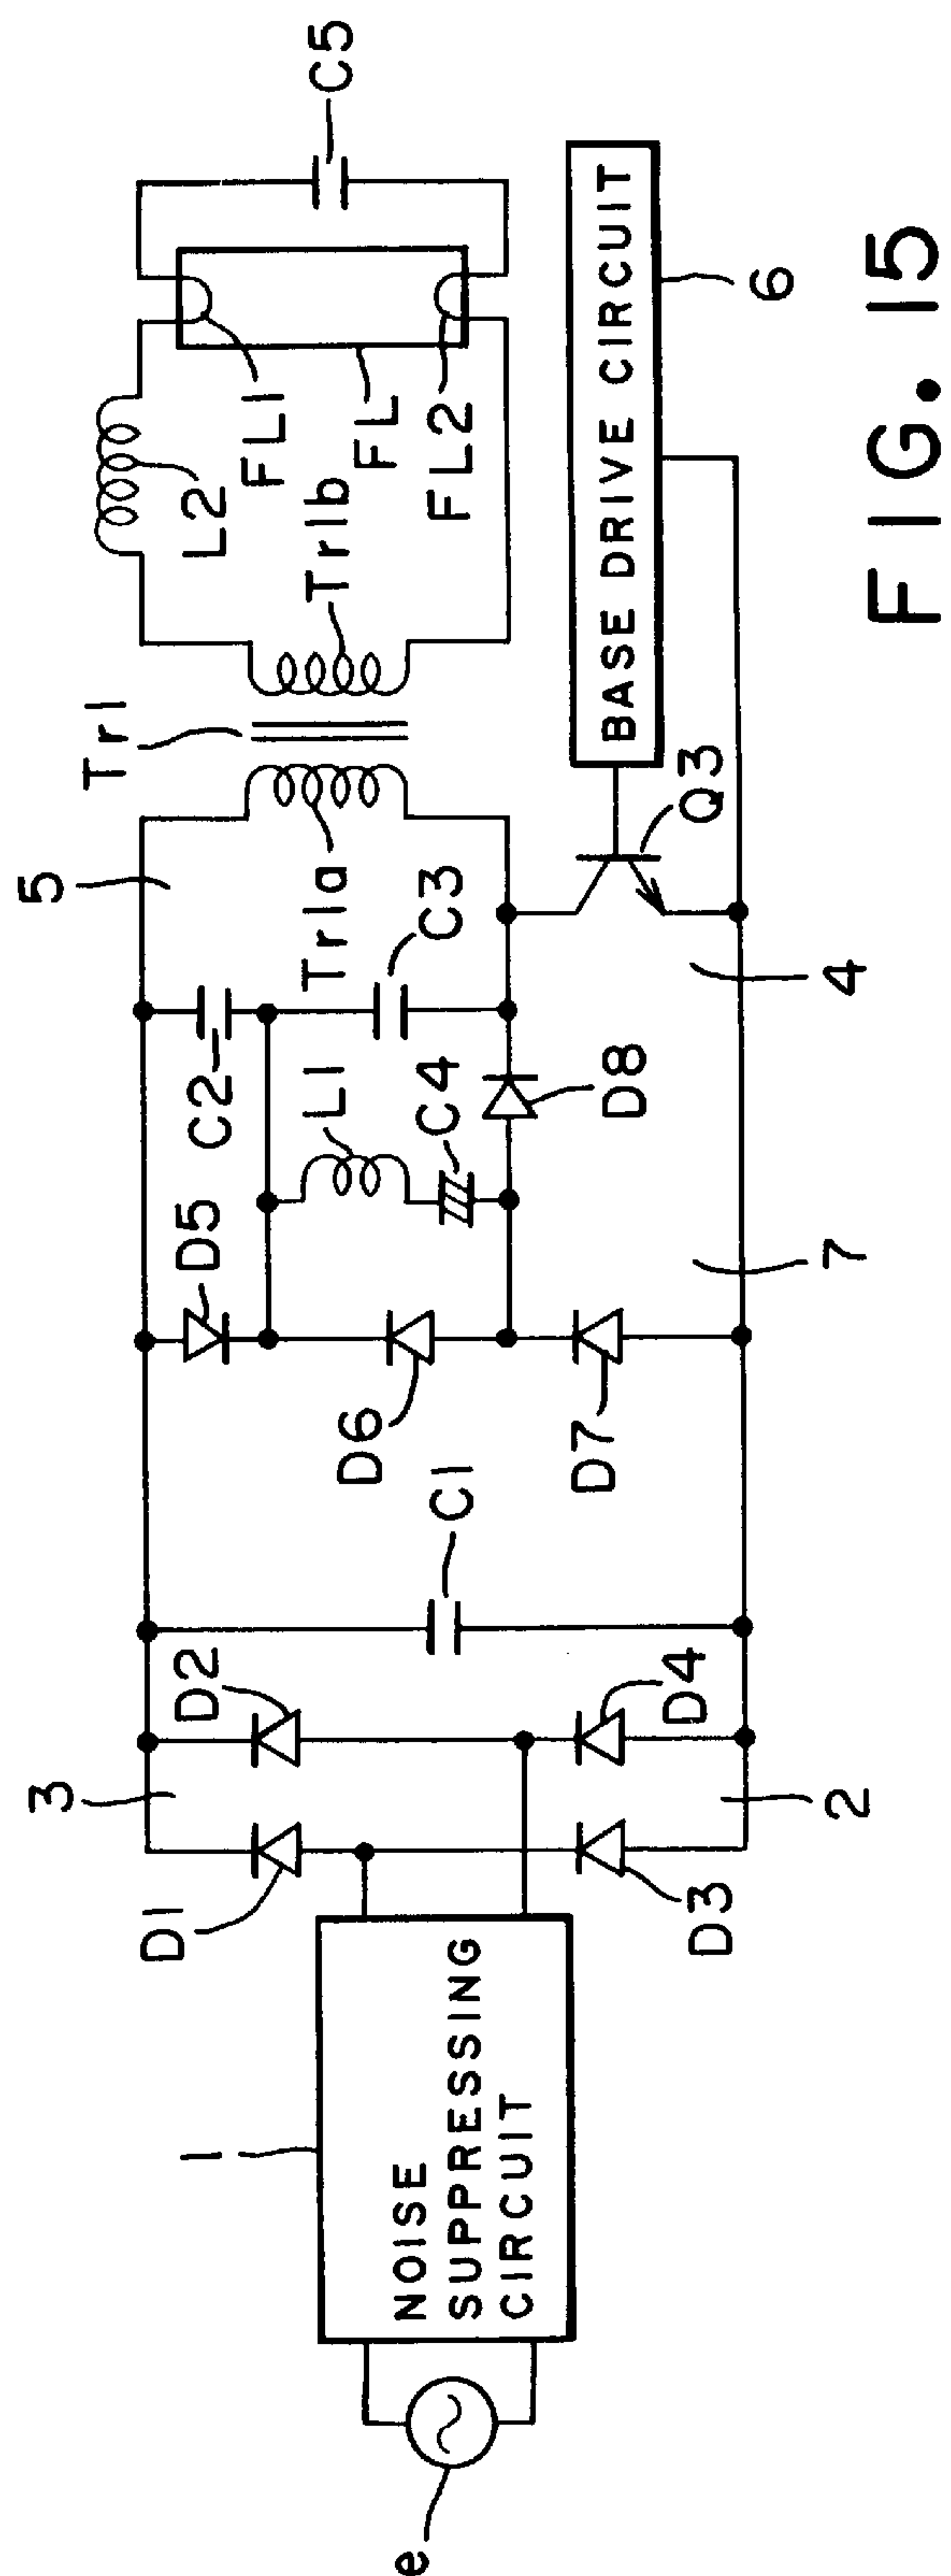 e
1
NOISE
SUPPRESSING
CIRCUIT
D1
3
D2
D3
D4
2
C1
D5
D6
D7
7
C2
L1
C4
D8
C3
5
Tr1a
4
Q3
Tr1
Tr1b
L2
FL1
FL
FL2
C5
BASE DRIVE CIRCUIT
6
FIG. 15